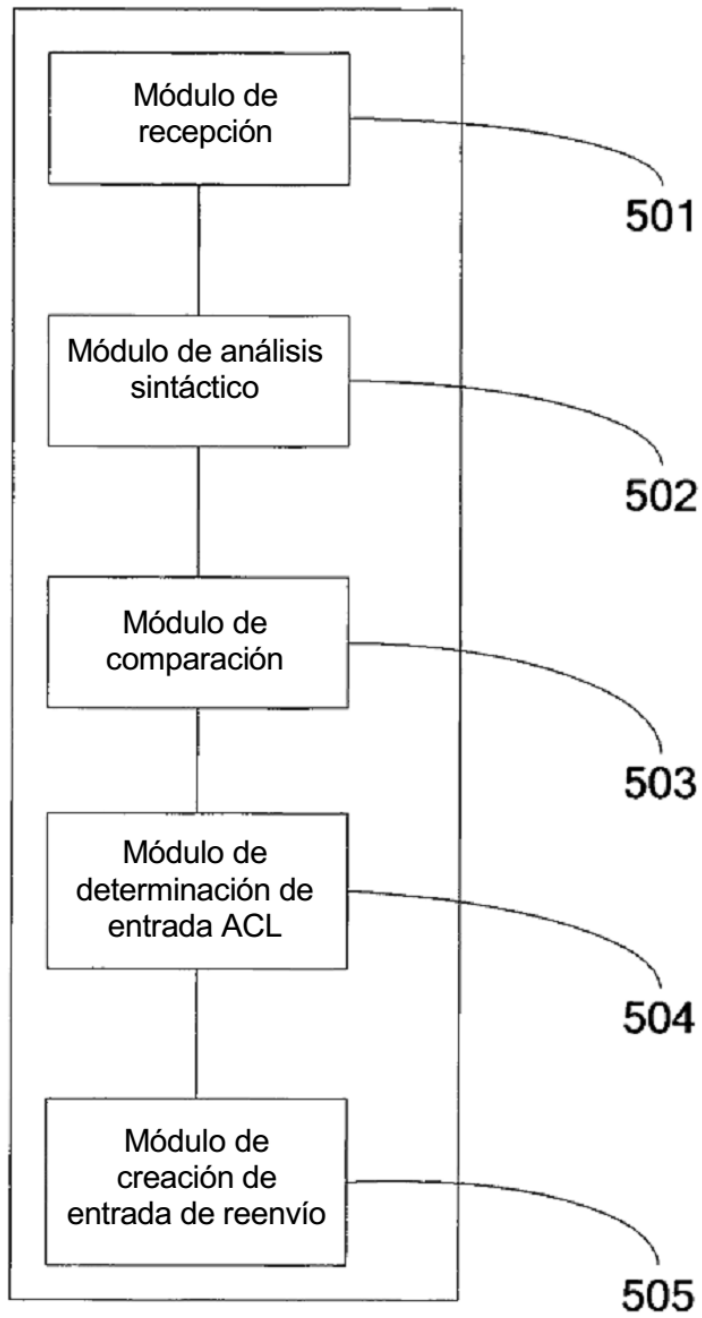 Módulo de
recepción
501
Módulo de análisis
sintáctico
502
Módulo de
comparación
503
Módulo de
determinación de
entrada ACL
504
Módulo de
creación de
entrada de reenvío
505